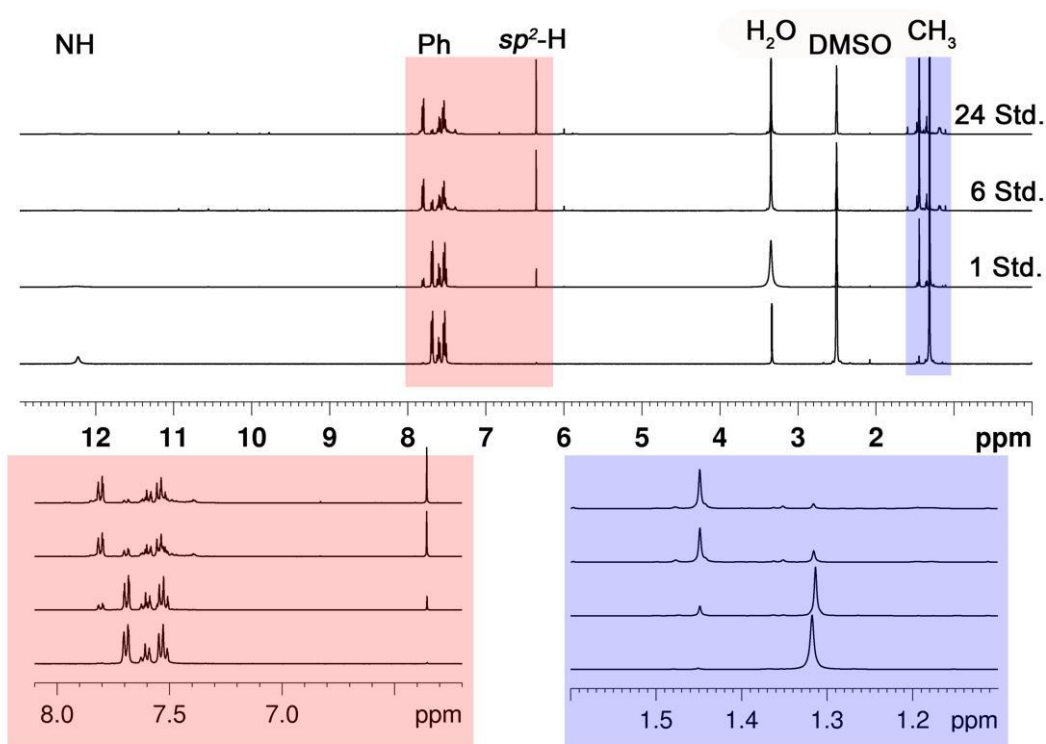 NH Ph sp²-H H₂O DMSO CH₃
24 Std.
6 Std.
1 Std.
12 11 10 9 8 7 6 5 4 3 2 ppm
8.0 7.5 7.0 ppm
1.5 1.4 1.3 1.2 ppm